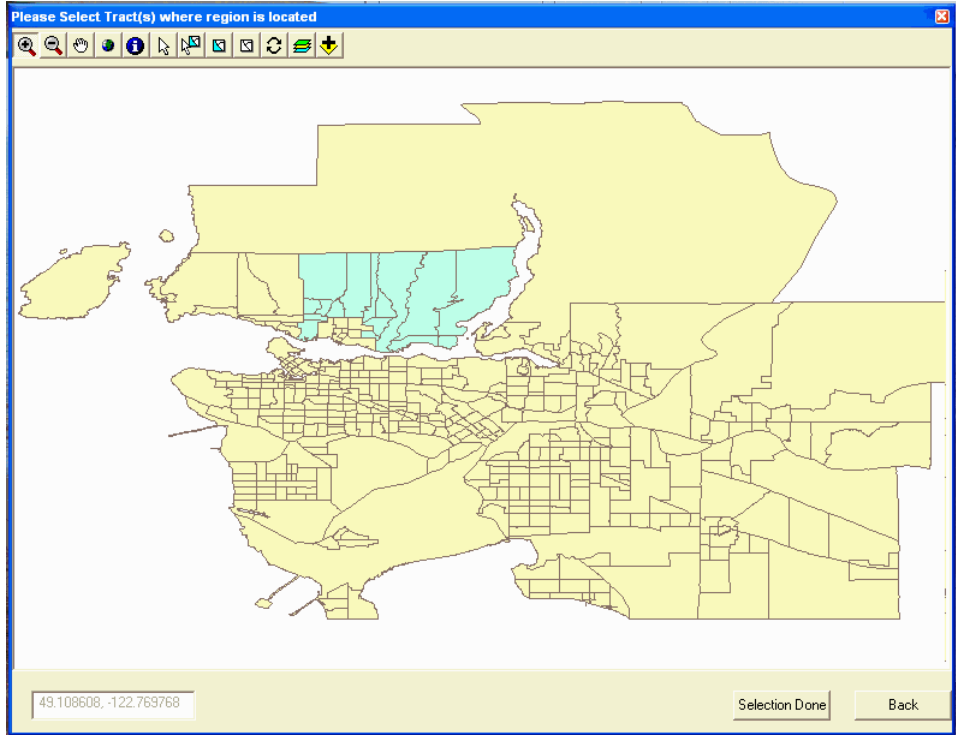 Please Select Tract(s) where region is located
49.108608, -122.769768
Selection Done
Back